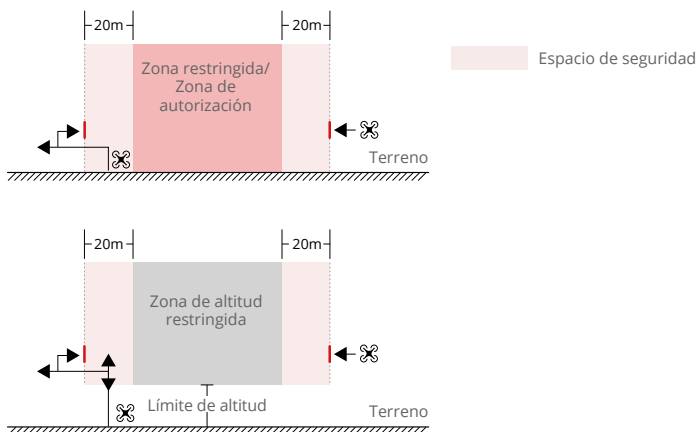 20m
20m
Zona restringida/
Zona de
autorización
Espacio de seguridad
Terreno
20m
20m
Zona de altitud
restringida
Límite de altitud
Terreno